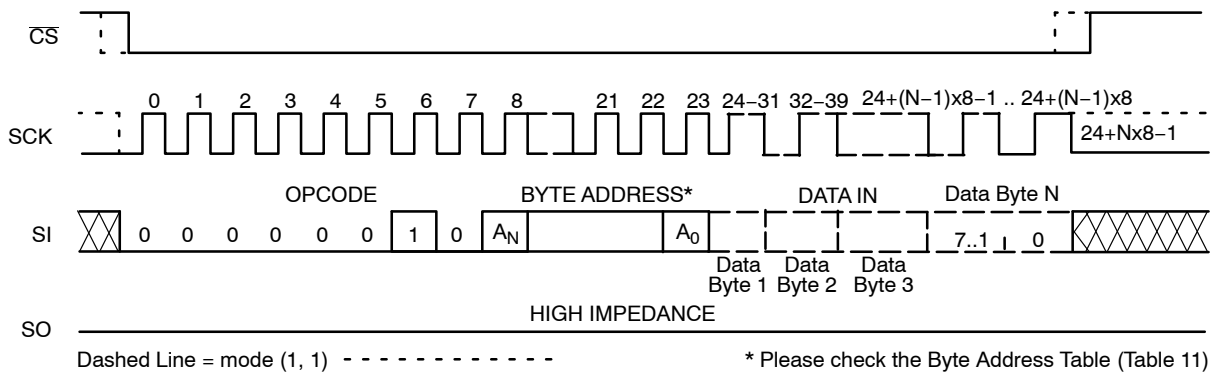 CS
0 1 2 3 4 5 6 7 8 21 22 23 24–31 32–39 24+(N–1)x8–1 .. 24+(N–1)x8
SCK
24+Nx8–1
OPCODE BYTE ADDRESS* DATA IN Data Byte N
SI
0 0 0 0 0 0 1 0 AN A0 7..1 0
Data Byte 1
Data Byte 2
Data Byte 3
HIGH IMPEDANCE
SO
Dashed Line = mode (1, 1) * Please check the Byte Address Table (Table 11)